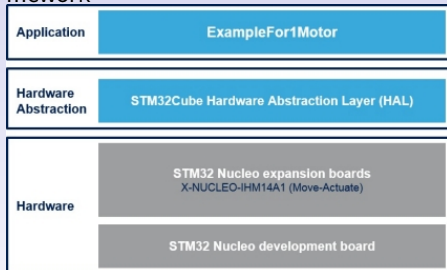 Application
ExampleFor1Motor
Hardware
Abstraction
STM32Cube Hardware Abstraction Layer (HAL)
Hardware
STM32 Nucleo expansion boards
X-NUCLEO-IHM14A1 (Move-Actuate)
STM32 Nucleo development board